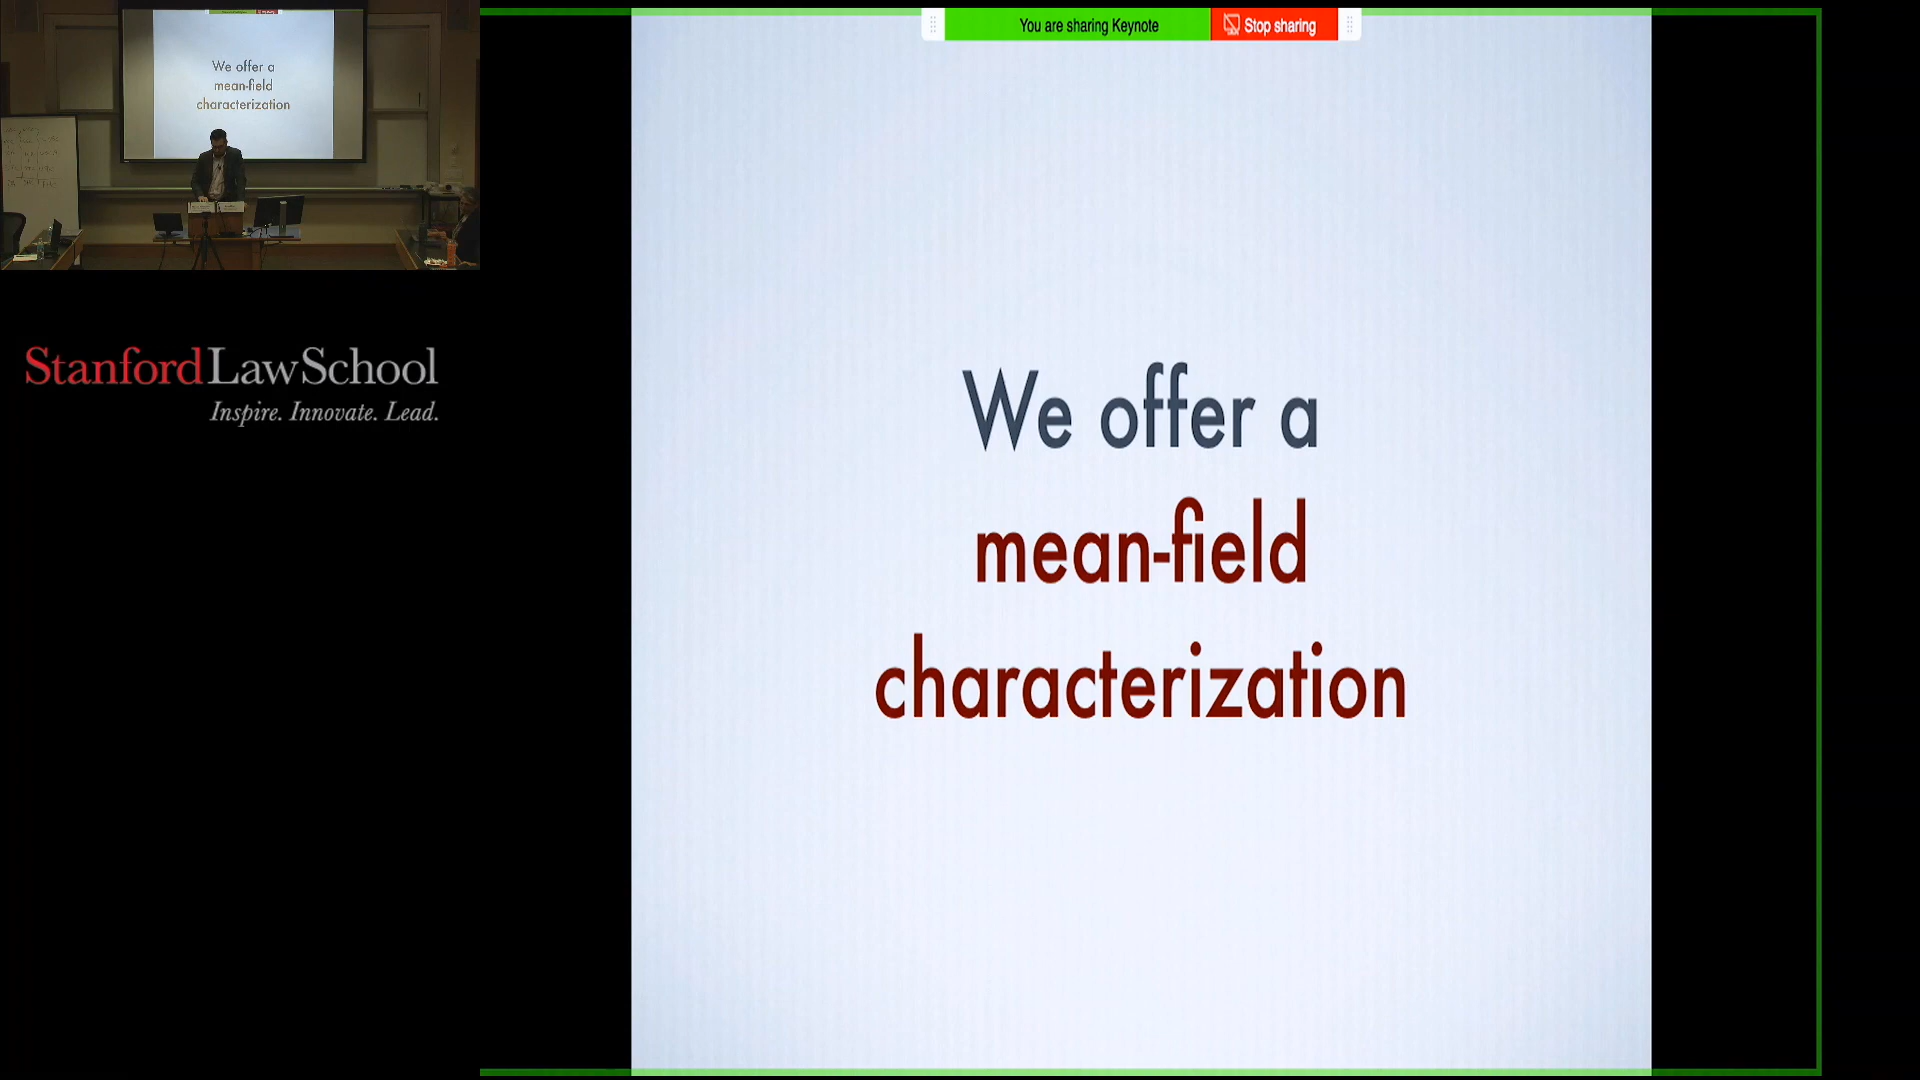 We offer a
mean-field
characterization
Stanford Law School
Inspire. Innovate. Lead.
You are sharing Keynote
Stop sharing
We offer a
mean-field
characterization